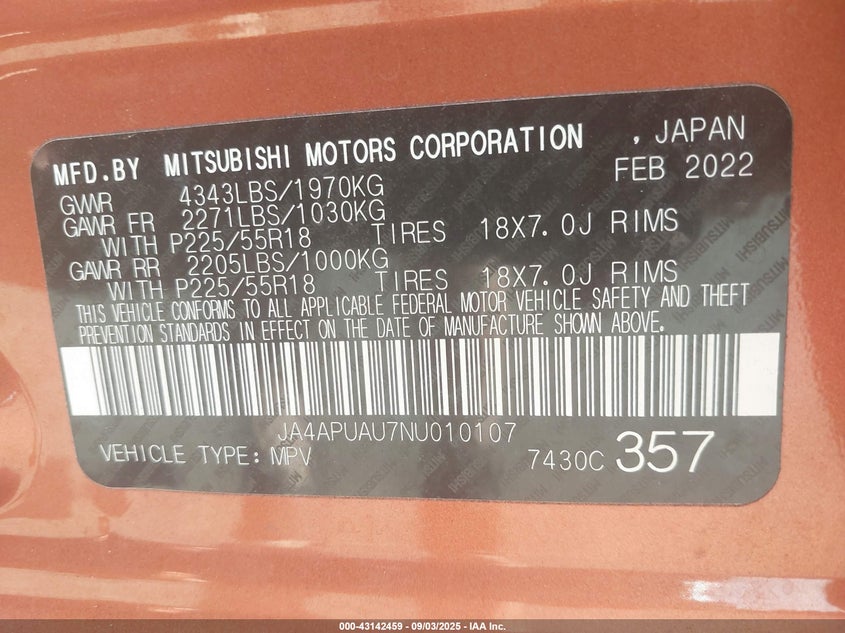 MFD.BY MITSUBISHI MOTORS CORPORATION , JAPAN
GVWR 4343LBS/1970KG FEB 2022
GAWR FR 2271LBS/1030KG
WITH P225/55R18 TIRES 18X7.0J RIMS
GAWR RR 2205LBS/1000KG
WITH P225/55R18 TIRES 18X7.0J RIMS
THIS VEHICLE CONFORMS TO ALL APPLICABLE FEDERAL MOTOR VEHICLE SAFETY AND THEFT
PREVENTION STANDARDS IN EFFECT ON THE DATE OF MANUFACTURE SHOWN ABOVE.
JA4APUAU7NU010107
VEHICLE TYPE: MPV 7430C 357
000-43142459 - 09/03/2025 - IAA Inc.